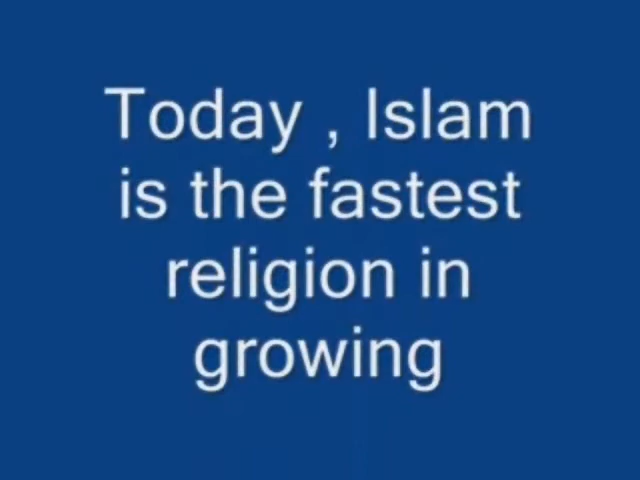 Today , Islam
is the fastest
religion in
growing